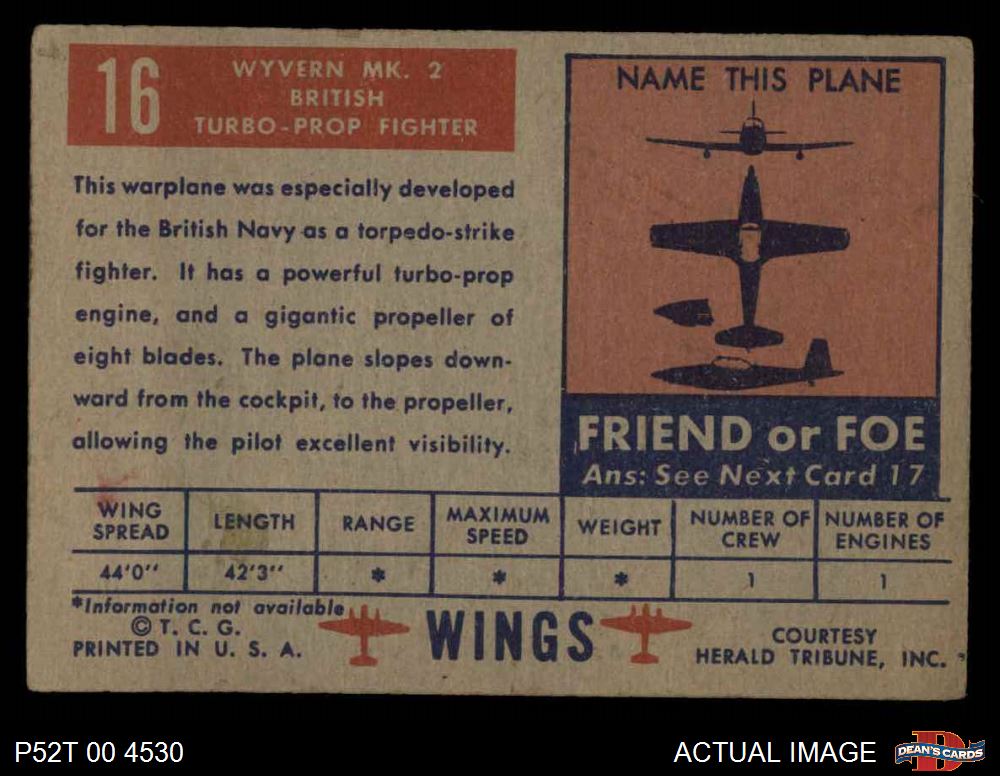 16
WYVERN MK. 2
BRITISH
TURBO-PROP FIGHTER
This warplane was especially developed
for the British Navy as a torpedo-strike
fighter. It has a powerful turbo-prop
engine, and a gigantic propeller of
eight blades. The plane slopes down-
ward from the cockpit, to the propeller,
allowing the pilot excellent visibility.
NAME THIS PLANE
FRIEND or FOE
Ans: See Next Card 17
WING SPREAD
LENGTH
RANGE
MAXIMUM SPEED
WEIGHT
NUMBER OF CREW
NUMBER OF ENGINES
44'0''
42'3''
*
*
*
1
1
*Information not available
© T. C. G.
PRINTED IN U. S. A.
WINGS
COURTESY
HERALD TRIBUNE, INC.
P52T 00 4530
ACTUAL IMAGE
D
DEAN'S CARDS